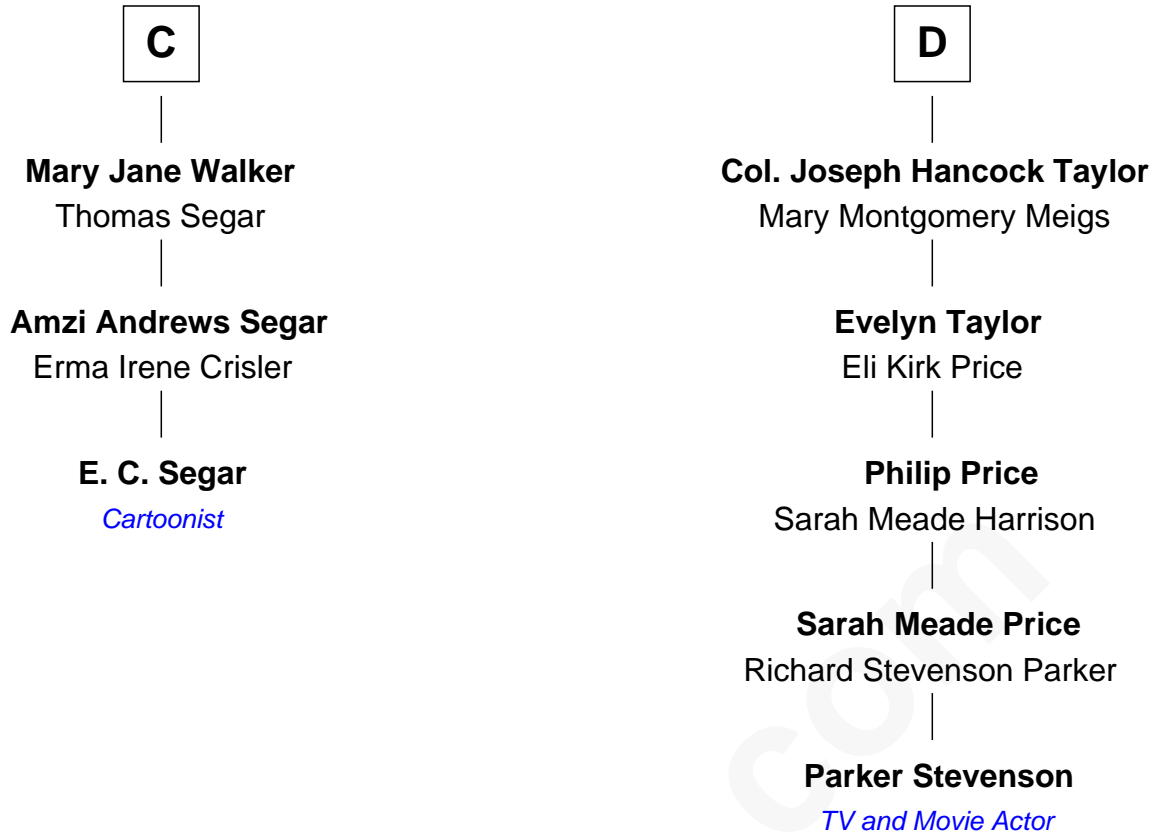 C
Mary Jane Walker
Thomas Segar
Amzi Andrews Segar
Erma Irene Crisler
E. C. Segar
Cartoonist
D
Col. Joseph Hancock Taylor
Mary Montgomery Meigs
Evelyn Taylor
Eli Kirk Price
Philip Price
Sarah Meade Harrison
Sarah Meade Price
Richard Stevenson Parker
Parker Stevenson
TV and Movie Actor
com